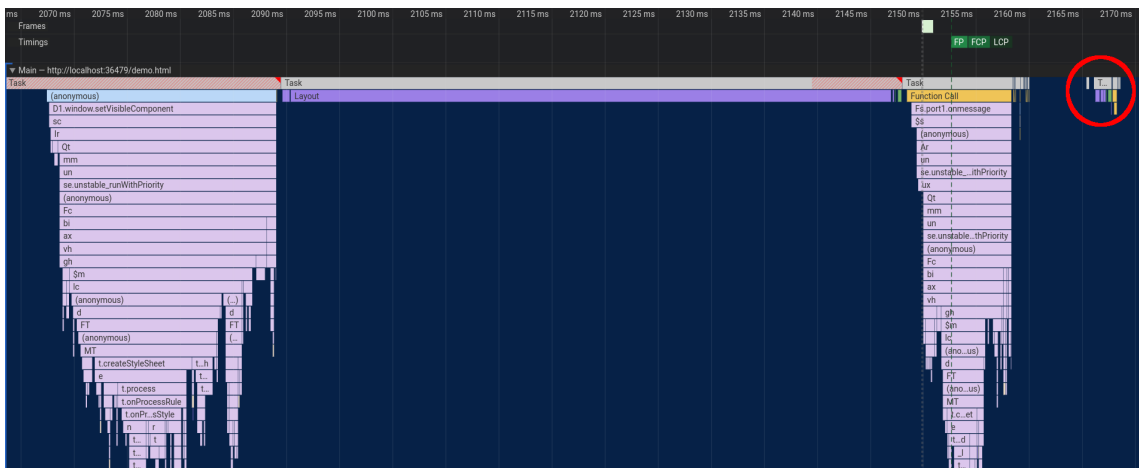 ms 2070 ms 2075 ms 2080 ms 2085 ms 2090 ms 2095 ms 2100 ms 2105 ms 2110 ms 2115 ms 2120 ms 2125 ms 2130 ms 2135 ms 2140 ms 2145 ms 2150 ms 2155 ms 2160 ms 2165 ms 2170 ms
Frames
Timings FP FCP LCP
▼ Main — http://localhost:36479/demo.html
Task Task Task T…
(anonymous) Layout Function Call
D1.window.setVisibleComponent Fs.port1.onmessage
sc $s
lr (anonymous)
Qt Ar
mm un
un se.unstable_…ithPriority
se.unstable_runWithPriority ux
(anonymous) Qt
Fc mm
bi un
ax se.unstable…thPriority
vh (anonymous)
gh Fc
$m bi
lc ax
(anonymous) (…) vh
d d gh
FT FT $m
(anonymous) (… lc
MT (ano…us)
t.createStyleSheet t…h d
e t… FT
t.process t… (ano…us)
t.onProcessRule MT
t.onPr…sStyle t.c…et
n r e
t… t t…d
t… _l
t… t…